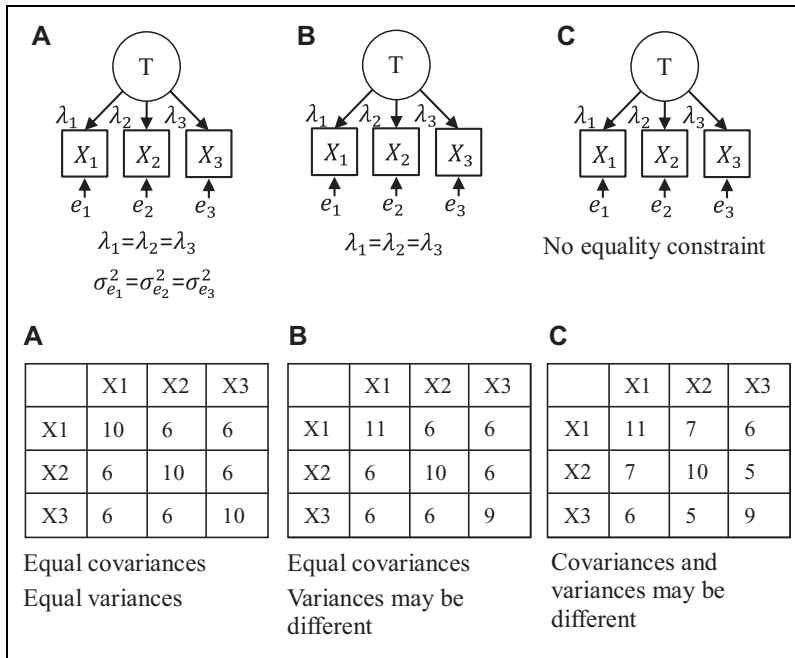 A B C
T T T
λ₁ λ₂ λ₃ λ₁ λ₂ λ₃ λ₁ λ₂ λ₃
X₁ X₂ X₃ X₁ X₂ X₃ X₁ X₂ X₃
e₁ e₂ e₃ e₁ e₂ e₃ e₁ e₂ e₃
λ₁=λ₂=λ₃ λ₁=λ₂=λ₃ No equality constraint
σ²ₑ₁=σ²ₑ₂=σ²ₑ₃
A
X1 X2 X3
X1 10 6 6
X2 6 10 6
X3 6 6 10
Equal covariances
Equal variances
B
X1 X2 X3
X1 11 6 6
X2 6 10 6
X3 6 6 9
Equal covariances
Variances may be
different
C
X1 X2 X3
X1 11 7 6
X2 7 10 5
X3 6 5 9
Covariances and
variances may be
different